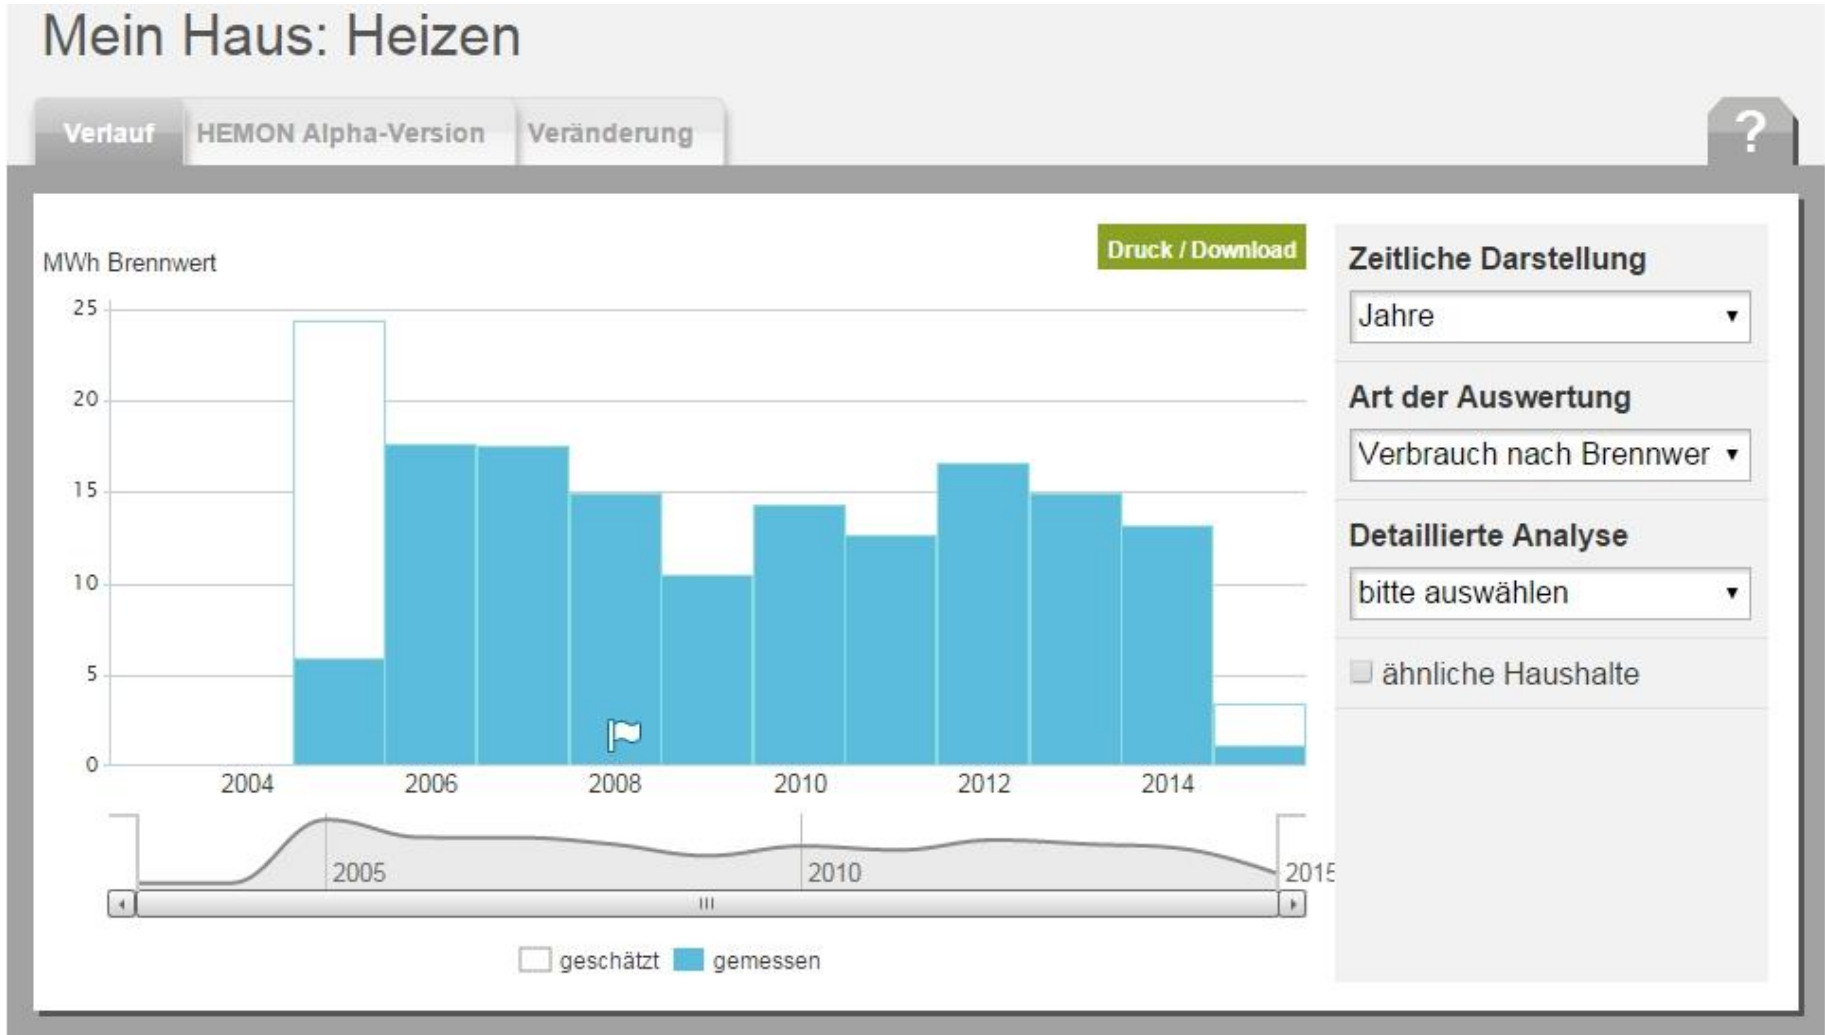 Mein Haus: Heizen
Verlauf
HEMON Alpha-Version
Veränderung
?
MWh Brennwert
Druck / Download
25
20
15
10
5
0
2004
2006
2008
2010
2012
2014
2005
2010
2015
geschätzt
gemessen
Zeitliche Darstellung
Jahre
Art der Auswertung
Verbrauch nach Brennwer
Detaillierte Analyse
bitte auswählen
ähnliche Haushalte